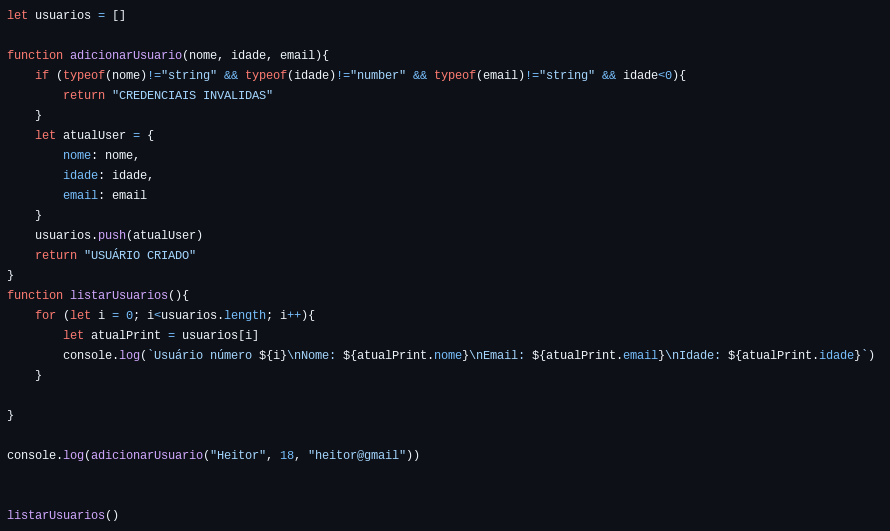 let usuarios = []
function adicionarUsuario(nome, idade, email){
    if (typeof(nome)!="string" && typeof(idade)!="number" && typeof(email)!="string" && idade<0){
        return "CREDENCIAIS INVALIDAS"
    }
    let atualUser = {
        nome: nome,
        idade: idade,
        email: email
    }
    usuarios.push(atualUser)
    return "USUÁRIO CRIADO"
}
function listarUsuarios(){
    for (let i = 0; i<usuarios.length; i++){
        let atualPrint = usuarios[i]
        console.log(`Usuário número ${i}\nNome: ${atualPrint.nome}\nEmail: ${atualPrint.email}\nIdade: ${atualPrint.idade}`)
    }
}
console.log(adicionarUsuario("Heitor", 18, "heitor@gmail"))
listarUsuarios()